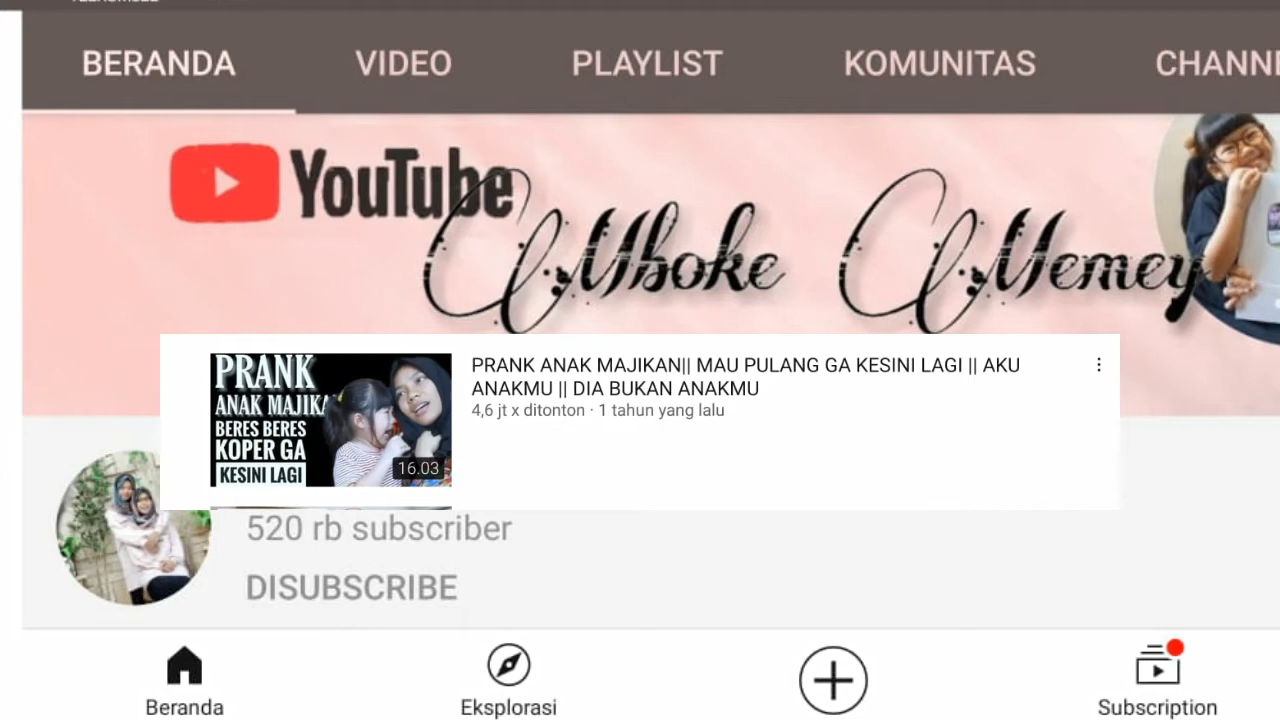 BERANDA VIDEO PLAYLIST KOMUNITAS CHANNE
YouTube
Mboke Memey
PRANK
ANAK MAJIKA
BERES BERES
KOPER GA
KESINI LAGI
16.03
PRANK ANAK MAJIKAN|| MAU PULANG GA KESINI LAGI || AKU
ANAKMU || DIA BUKAN ANAKMU
4,6 jt x ditonton · 1 tahun yang lalu
520 rb subscriber
DISUBSCRIBE
Beranda Eksplorasi Subscription